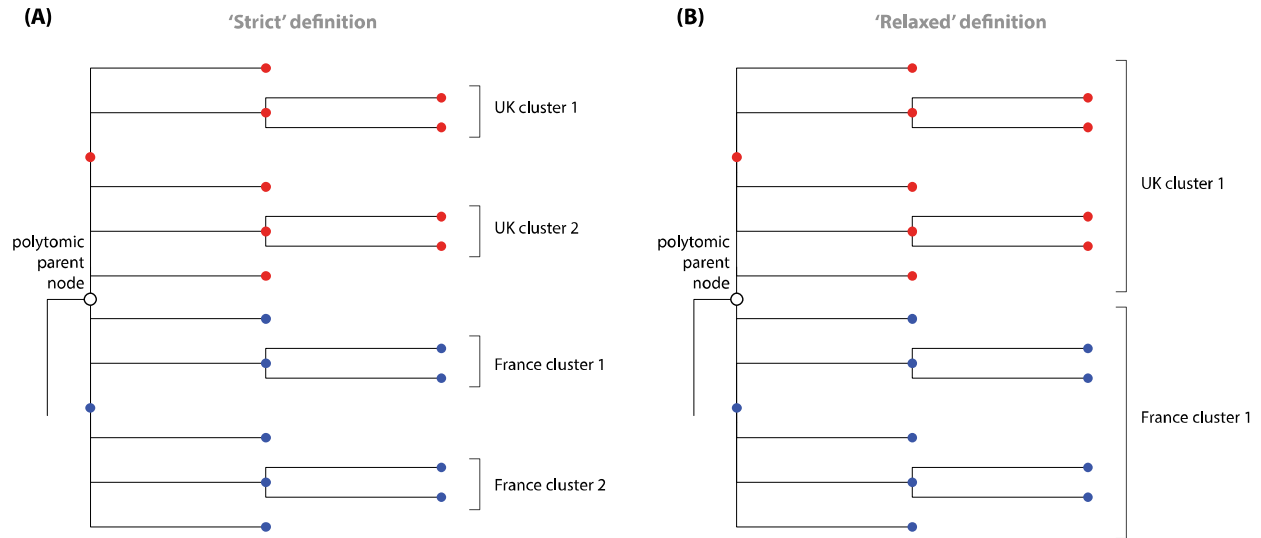 (A)
'Strict' definition
UK cluster 1
UK cluster 2
polytomic
parent
node
France cluster 1
France cluster 2
(B)
'Relaxed' definition
UK cluster 1
polytomic
parent
node
France cluster 1